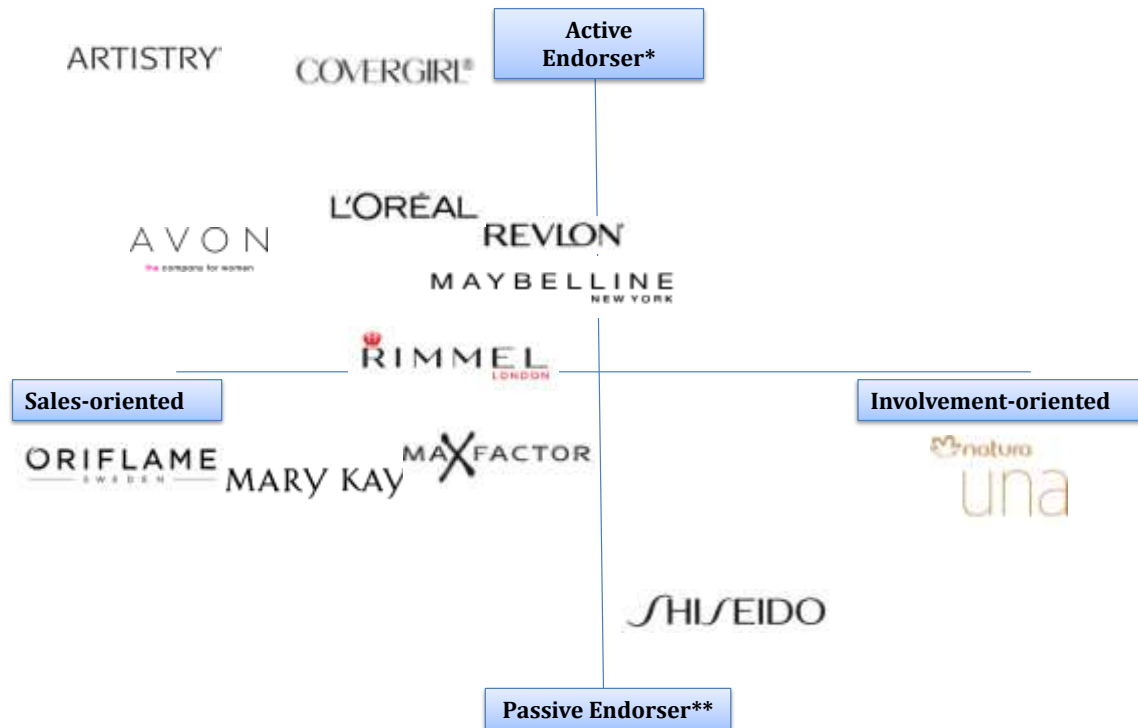 Active
Endorser*
ARTISTRY
COVERGIRL®
L'ORÉAL
REVLON
AVON
the company for women
MAYBELLINE
NEW YORK
RIMMEL
LONDON
Sales-oriented
Involvement-oriented
ORIFLAME
SWEDEN
MARY KAY
MAXFACTOR
natura
una
SHISEIDO
Passive Endorser**